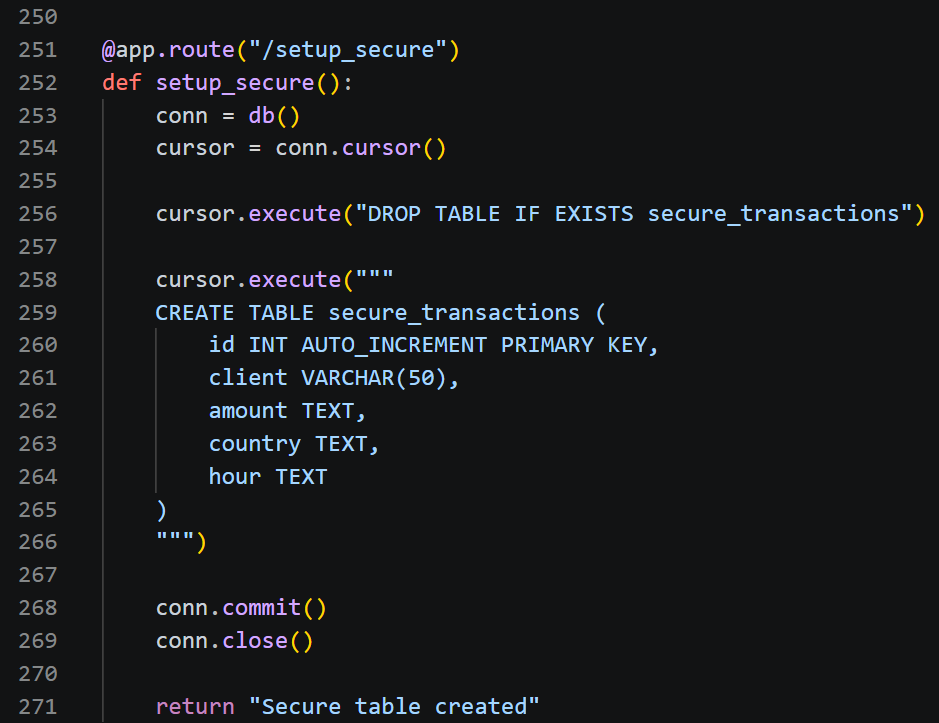 250
251 @app.route("/setup_secure")
252 def setup_secure():
253     conn = db()
254     cursor = conn.cursor()
255
256     cursor.execute("DROP TABLE IF EXISTS secure_transactions")
257
258     cursor.execute("""
259     CREATE TABLE secure_transactions (
260         id INT AUTO_INCREMENT PRIMARY KEY,
261         client VARCHAR(50),
262         amount TEXT,
263         country TEXT,
264         hour TEXT
265     )
266     """)
267
268     conn.commit()
269     conn.close()
270
271     return "Secure table created"